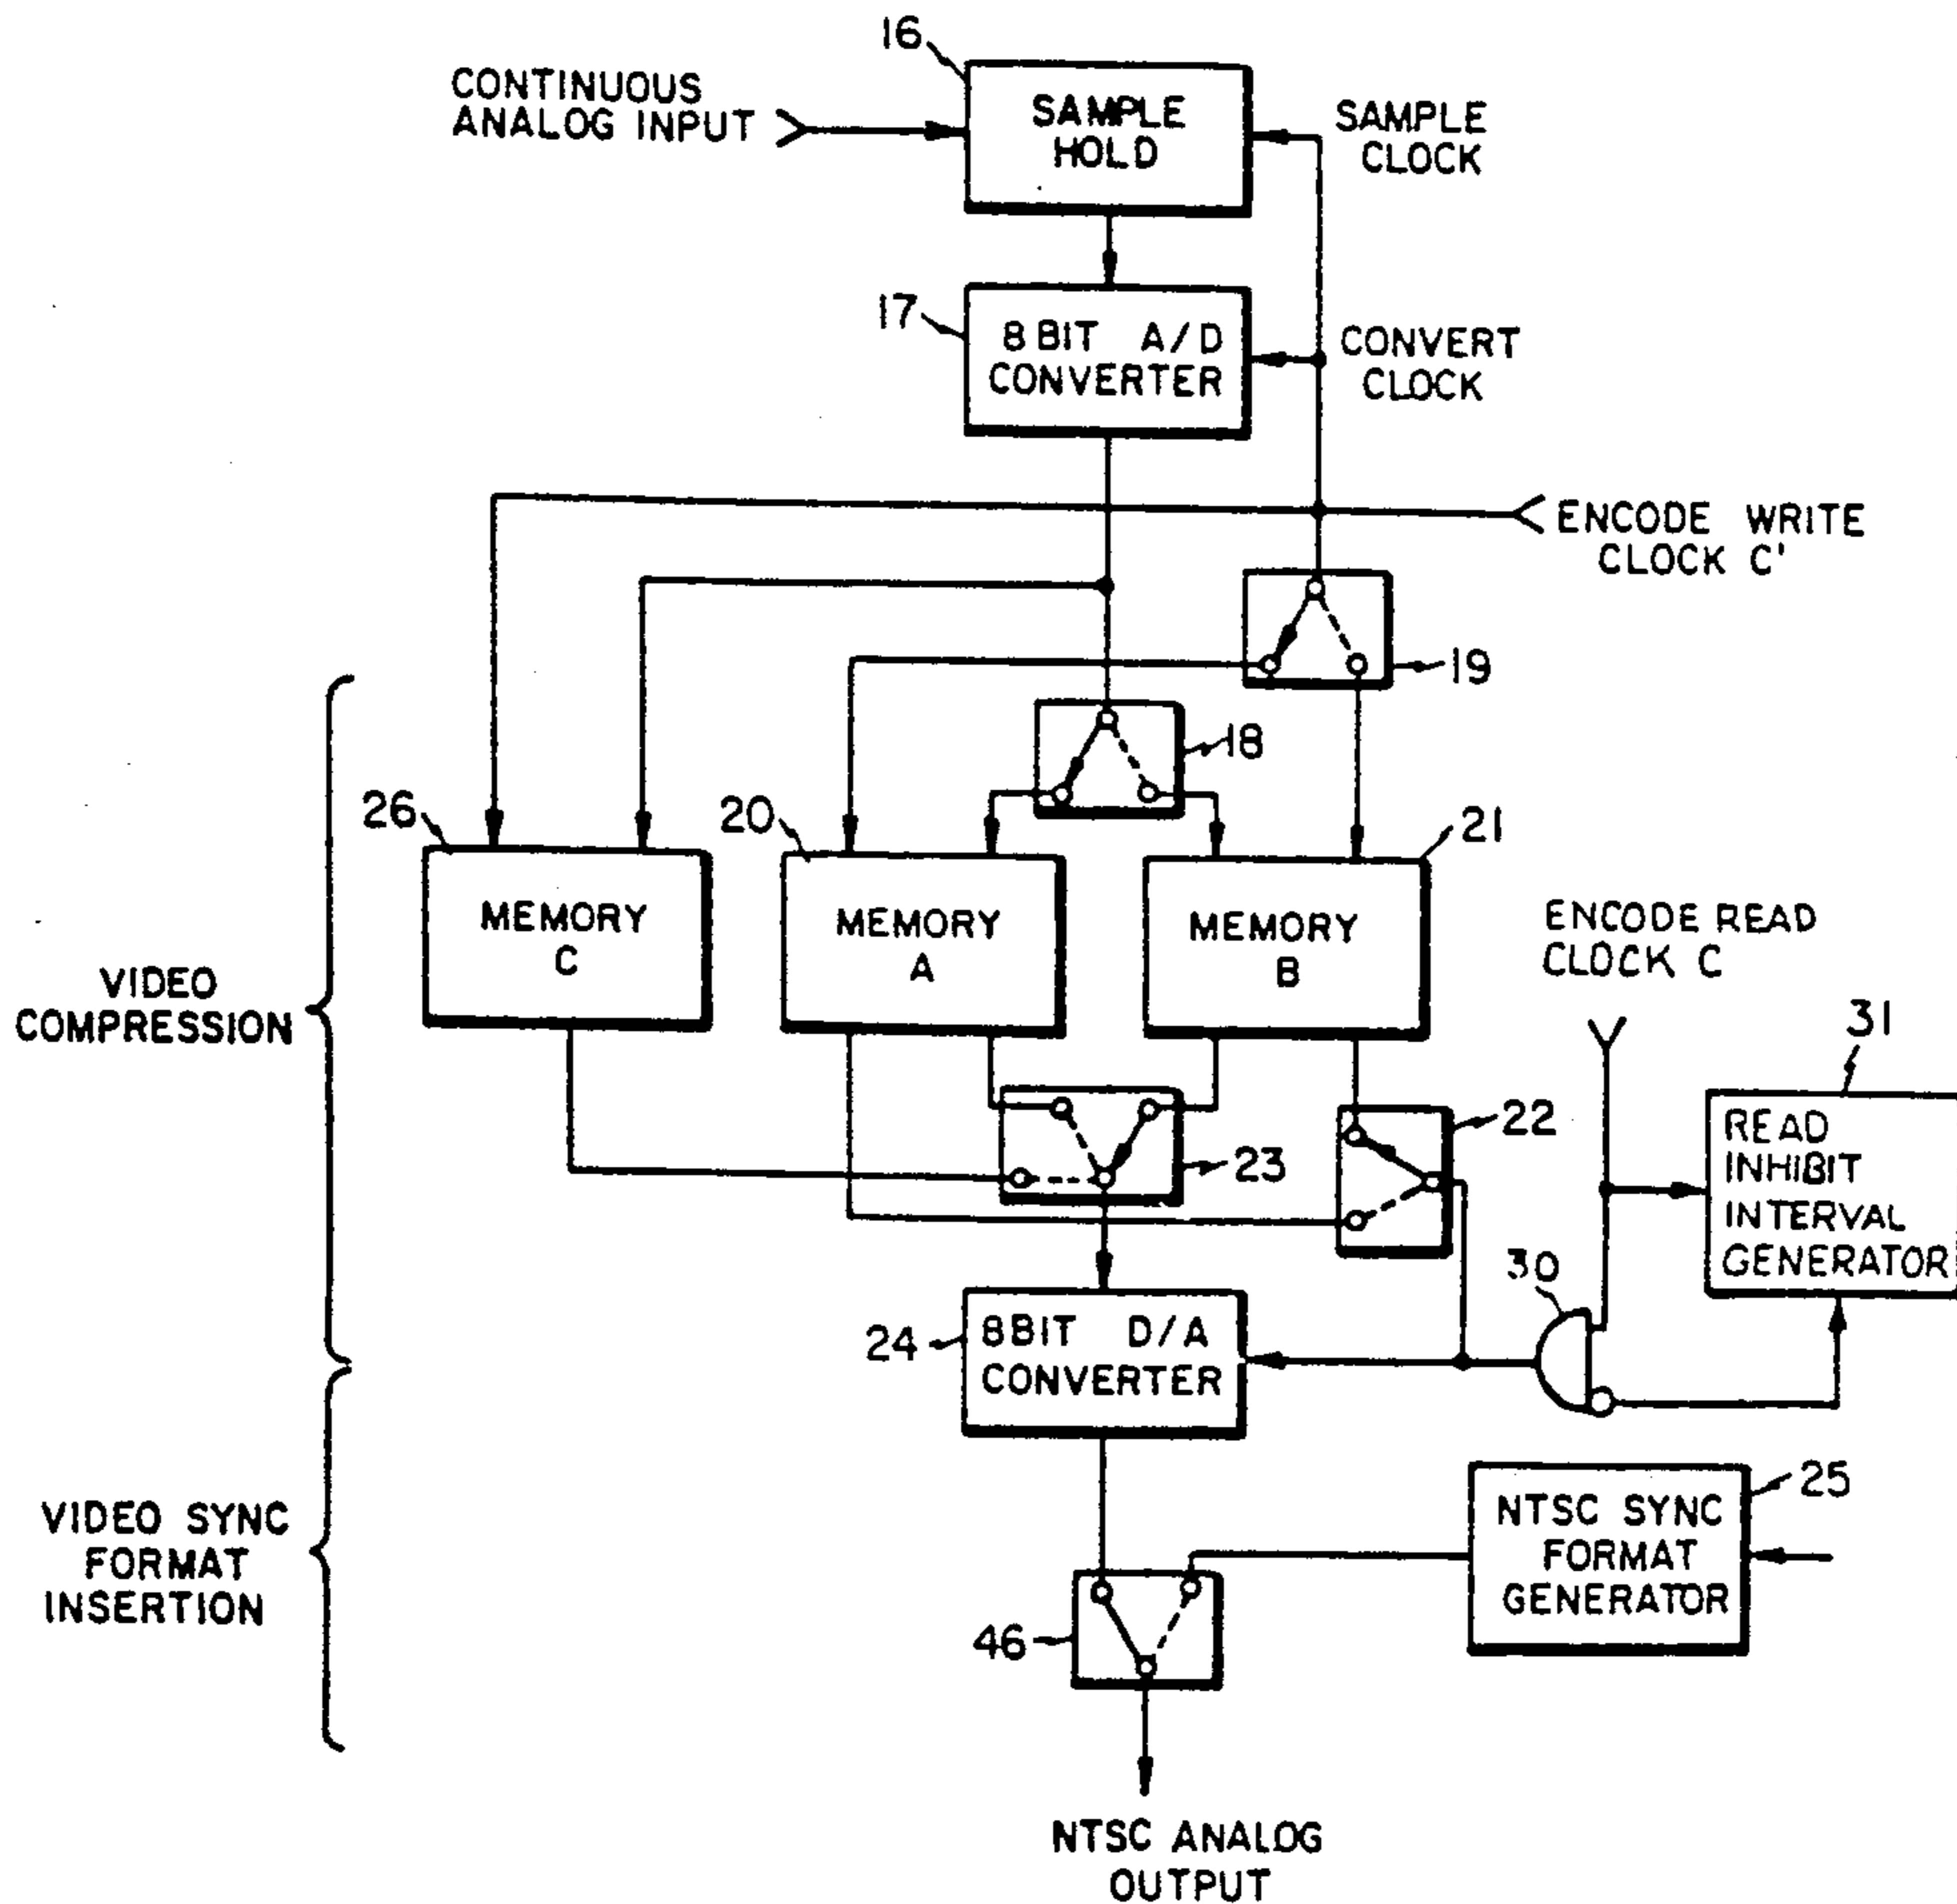 16
CONTINUOUS
ANALOG INPUT
SAMPLE
HOLD
SAMPLE
CLOCK
17
8 BIT A/D
CONVERTER
CONVERT
CLOCK
ENCODE WRITE
CLOCK C'
19
18
26
20
21
MEMORY
C
MEMORY
A
MEMORY
B
ENCODE READ
CLOCK C
VIDEO
COMPRESSION
31
READ
INHIBIT
INTERVAL
GENERATOR
22
23
30
24
8 BIT D/A
CONVERTER
25
NTSC SYNC
FORMAT
GENERATOR
VIDEO SYNC
FORMAT
INSERTION
46
NTSC ANALOG
OUTPUT